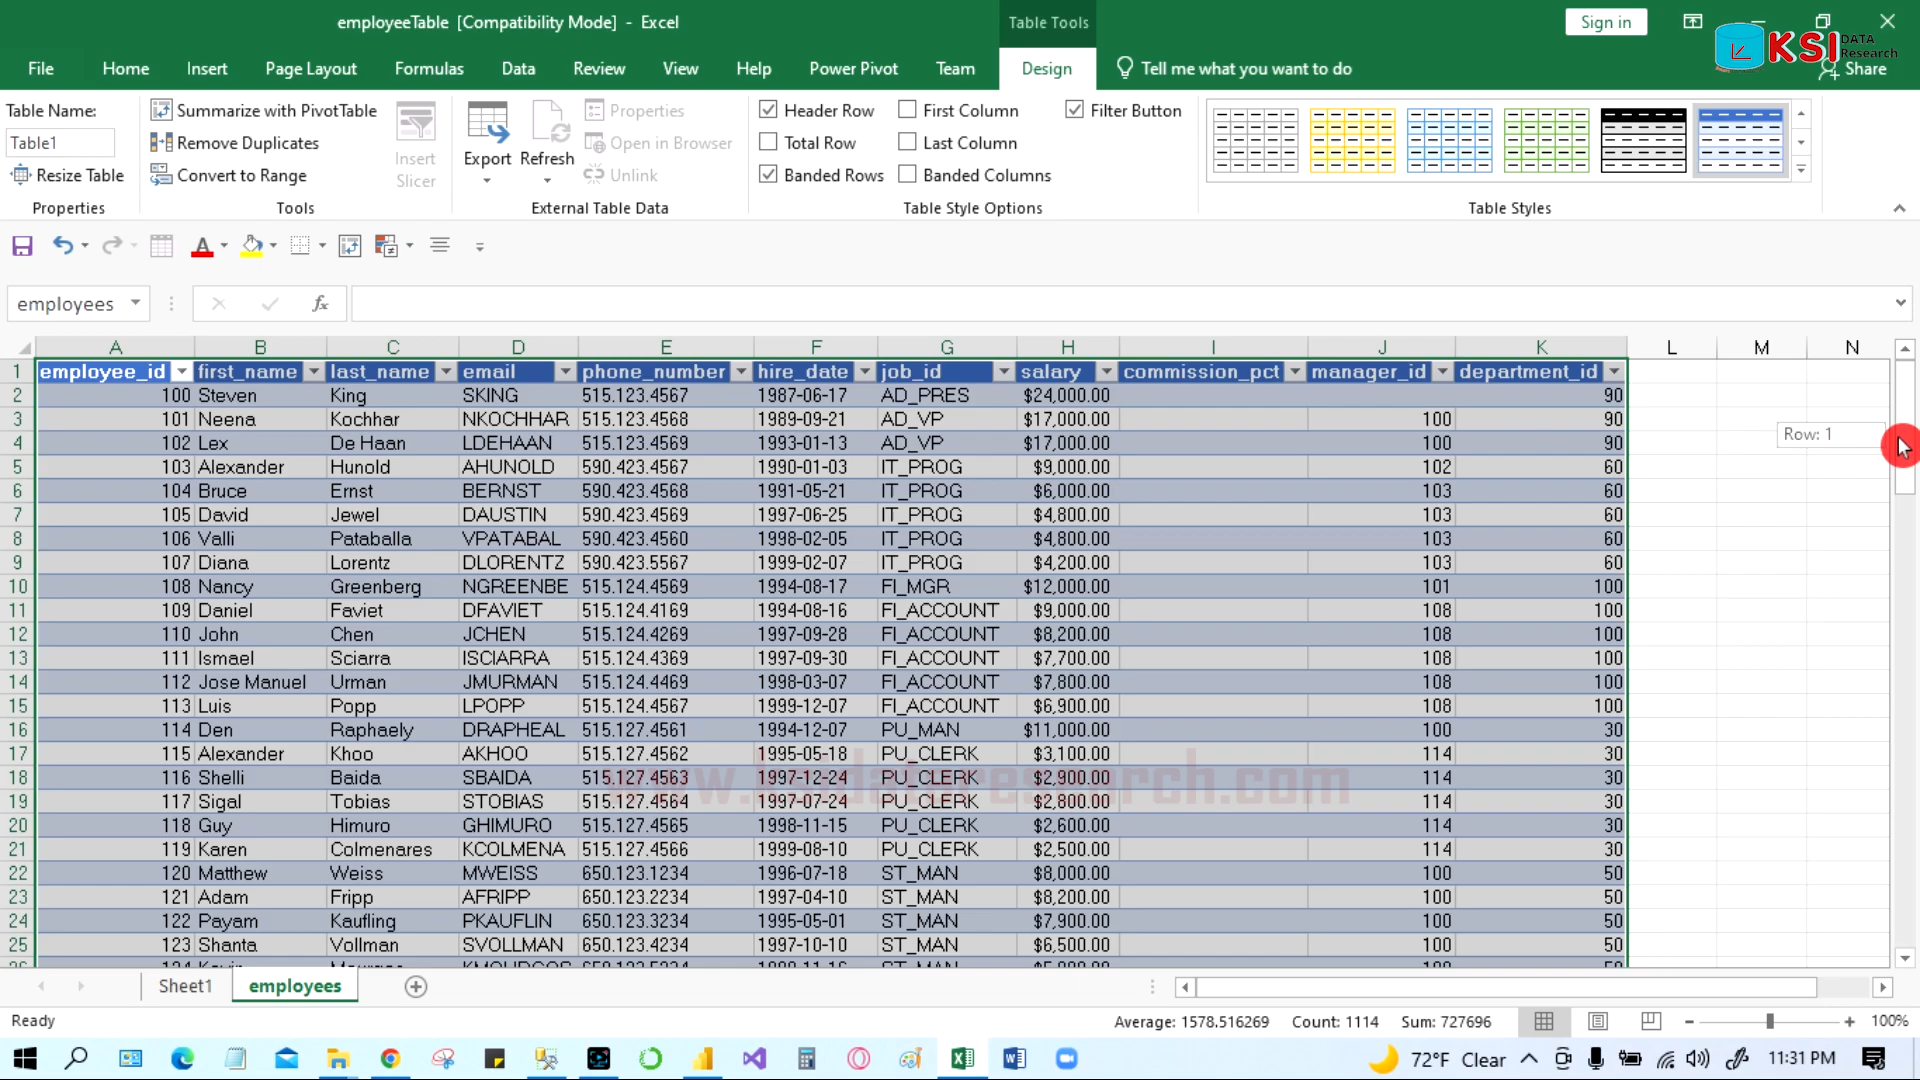 employeeTable [Compatibility Mode] - Excel
Table Tools
Sign in
KSI DATA Research
File Home Insert Page Layout Formulas Data Review View Help Power Pivot Team Design Tell me what you want to do Share
Table Name:
Table1
Resize Table
Properties
Summarize with PivotTable
Remove Duplicates
Convert to Range
Tools
Insert Slicer
Export
Refresh
Properties
Open in Browser
Unlink
External Table Data
Header Row First Column Filter Button
Total Row Last Column
Banded Rows Banded Columns
Table Style Options
Table Styles
employees fx
A B C D E F G H I J K L M N
1 employee_id first_name last_name email phone_number hire_date job_id salary commission_pct manager_id department_id
2 100 Steven King SKING 515.123.4567 1987-06-17 AD_PRES $24,000.00 90
3 101 Neena Kochhar NKOCHHAR 515.123.4568 1989-09-21 AD_VP $17,000.00 100 90
4 102 Lex De Haan LDEHAAN 515.123.4569 1993-01-13 AD_VP $17,000.00 100 90
Row: 1
5 103 Alexander Hunold AHUNOLD 590.423.4567 1990-01-03 IT_PROG $9,000.00 102 60
6 104 Bruce Ernst BERNST 590.423.4568 1991-05-21 IT_PROG $6,000.00 103 60
7 105 David Jewel DAUSTIN 590.423.4569 1997-06-25 IT_PROG $4,800.00 103 60
8 106 Valli Pataballa VPATABAL 590.423.4560 1998-02-05 IT_PROG $4,800.00 103 60
9 107 Diana Lorentz DLORENTZ 590.423.5567 1999-02-07 IT_PROG $4,200.00 103 60
10 108 Nancy Greenberg NGREENBE 515.124.4569 1994-08-17 FI_MGR $12,000.00 101 100
11 109 Daniel Faviet DFAVIET 515.124.4169 1994-08-16 FI_ACCOUNT $9,000.00 108 100
12 110 John Chen JCHEN 515.124.4269 1997-09-28 FI_ACCOUNT $8,200.00 108 100
13 111 Ismael Sciarra ISCIARRA 515.124.4369 1997-09-30 FI_ACCOUNT $7,700.00 108 100
14 112 Jose Manuel Urman JMURMAN 515.124.4469 1998-03-07 FI_ACCOUNT $7,800.00 108 100
15 113 Luis Popp LPOPP 515.124.4567 1999-12-07 FI_ACCOUNT $6,900.00 108 100
16 114 Den Raphaely DRAPHEAL 515.127.4561 1994-12-07 PU_MAN $11,000.00 100 30
17 115 Alexander Khoo AKHOO 515.127.4562 1995-05-18 PU_CLERK $3,100.00 114 30
18 116 Shelli Baida SBAIDA 515.127.4563 1997-12-24 PU_CLERK $2,900.00 114 30
www.ksidataresearch.com
19 117 Sigal Tobias STOBIAS 515.127.4564 1997-07-24 PU_CLERK $2,800.00 114 30
20 118 Guy Himuro GHIMURO 515.127.4565 1998-11-15 PU_CLERK $2,600.00 114 30
21 119 Karen Colmenares KCOLMENA 515.127.4566 1999-08-10 PU_CLERK $2,500.00 114 30
22 120 Matthew Weiss MWEISS 650.123.1234 1996-07-18 ST_MAN $8,000.00 100 50
23 121 Adam Fripp AFRIPP 650.123.2234 1997-04-10 ST_MAN $8,200.00 100 50
24 122 Payam Kaufling PKAUFLIN 650.123.3234 1995-05-01 ST_MAN $7,900.00 100 50
25 123 Shanta Vollman SVOLLMAN 650.123.4234 1997-10-10 ST_MAN $6,500.00 100 50
Sheet1 employees
Ready Average: 1578.516269 Count: 1114 Sum: 727696 100%
72°F Clear 11:31 PM